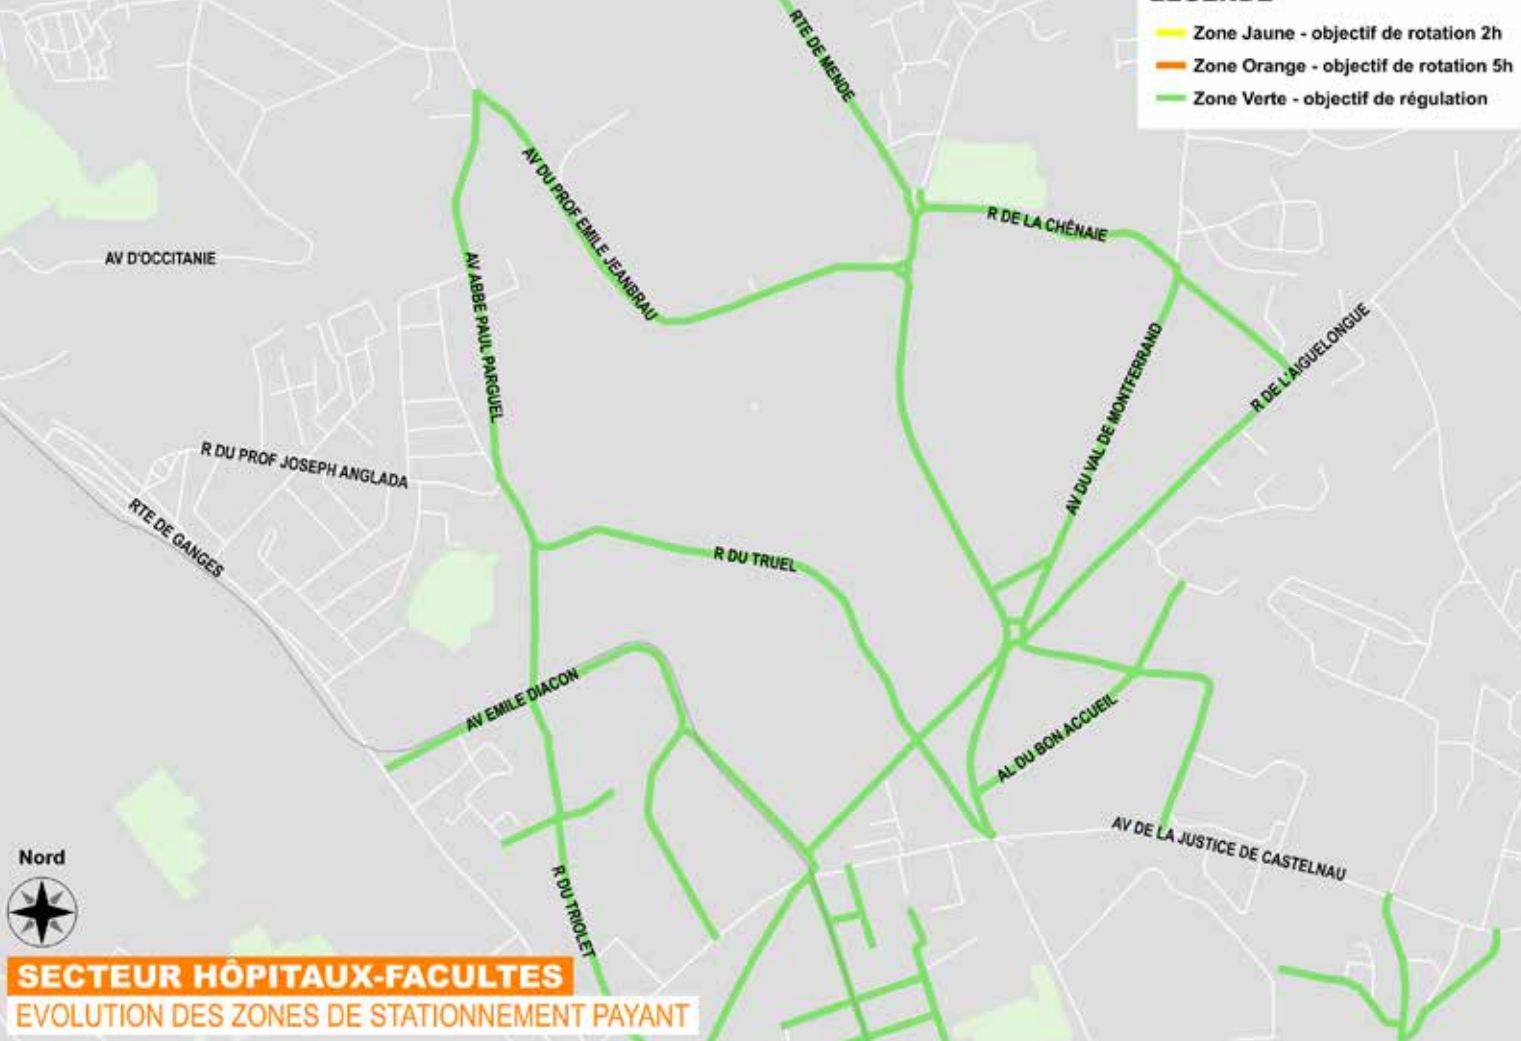 LEGENDE
Zone Jaune - objectif de rotation 2h
Zone Orange - objectif de rotation 5h
Zone Verte - objectif de régulation
RTE DE MENDE
AV DU PROF EMILE JEANBRAU
R DE LA CHÊNAIE
AV D'OCCITANIE
AV ABBE PAUL PARGUEL
R DE L'AIGUELONGUE
AV DU VAL DE MONTFERRAND
R DU PROF JOSEPH ANGLADA
RTE DE GANGES
R DU TRUEL
AV EMILE DIACON
AL DU BON ACCUEIL
AV DE LA JUSTICE DE CASTELNAU
R DU TRIOLET
Nord
SECTEUR HÔPITAUX-FACULTES
EVOLUTION DES ZONES DE STATIONNEMENT PAYANT